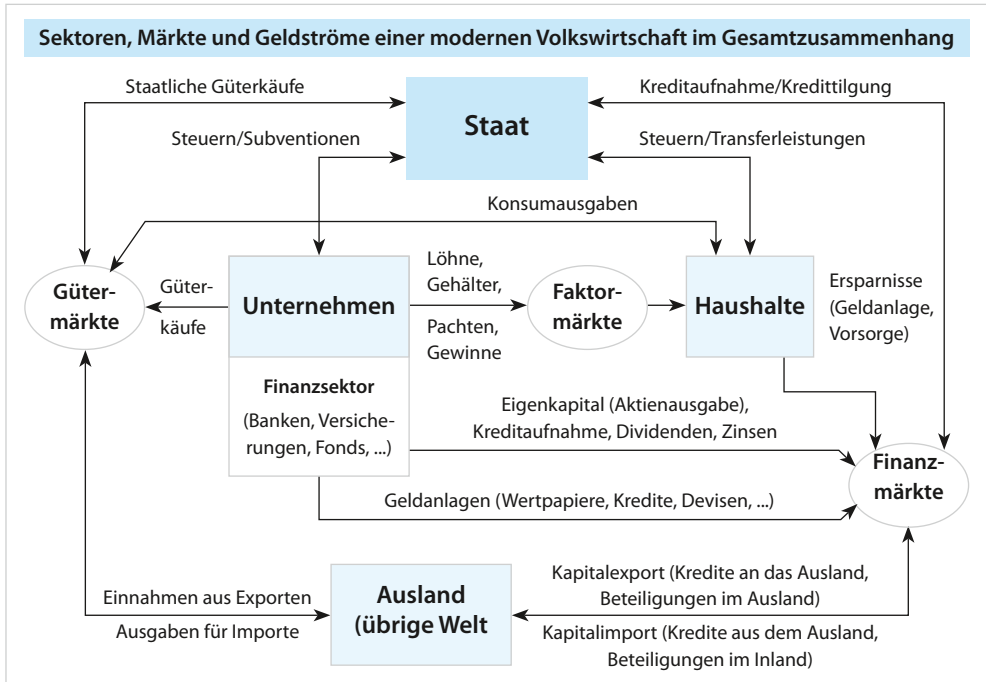 Sektoren, Märkte und Geldströme einer modernen Volkswirtschaft im Gesamtzusammenhang
Staatliche Güterkäufe
Kreditaufnahme/Kredittilgung
Staat
Steuern/Subventionen
Steuern/Transferleistungen
Konsumausgaben
Güter-
märkte
Güter-
käufe
Unternehmen
Löhne,
Gehälter,
Pachten,
Gewinne
Faktor-
märkte
Haushalte
Ersparnisse
(Geldanlage,
Vorsorge)
Finanzsektor
(Banken, Versiche-
rungen, Fonds, ...)
Eigenkapital (Aktienausgabe),
Kreditaufnahme, Dividenden, Zinsen
Finanz-
märkte
Geldanlagen (Wertpapiere, Kredite, Devisen, ...)
Einnahmen aus Exporten
Ausgaben für Importe
Ausland
(übrige Welt
Kapitalexport (Kredite an das Ausland,
Beteiligungen im Ausland)
Kapitalimport (Kredite aus dem Ausland,
Beteiligungen im Inland)